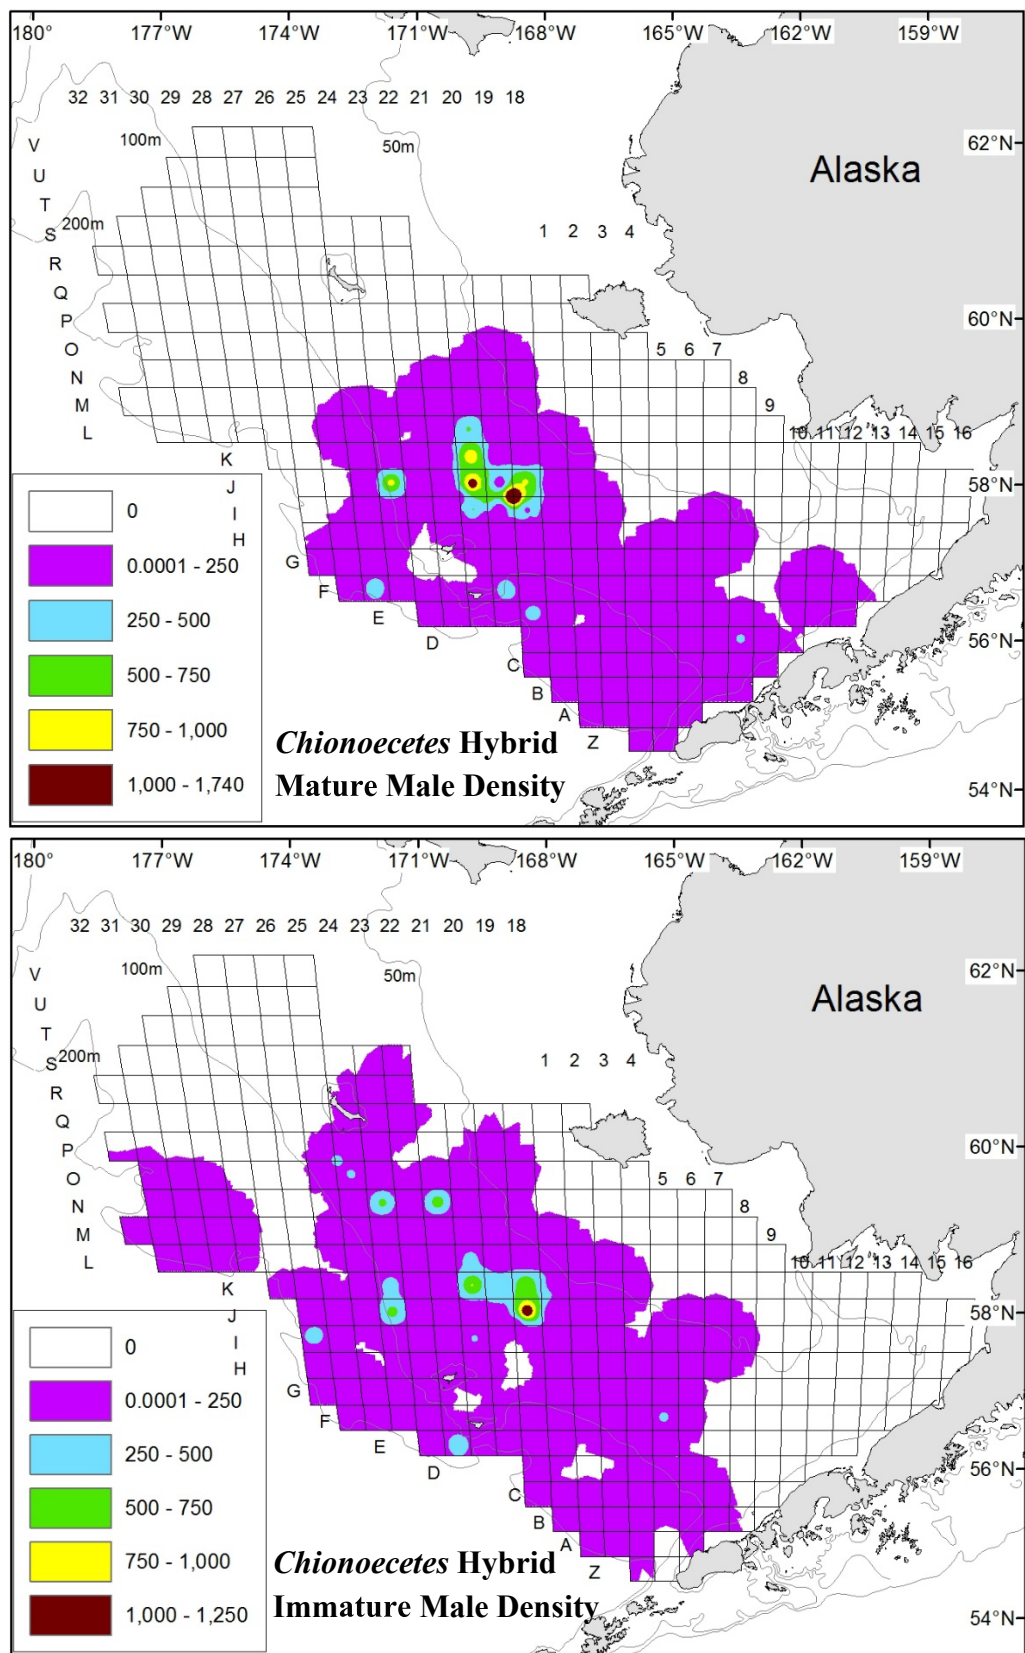 180° 177°W 174°W 171°W 168°W 165°W 162°W 159°W
32 31 30 29 28 27 26 25 24 23 22 21 20 19 18
100m 50m 62°N
V
Alaska
U
T
200m
S 1 2 3 4
R
Q
P 60°N
O 5 6 7
N 8
M 9
L 10 11 12 13 14 15 16
K
J 58°N
I
H
G
F
E
D 56°N
C
B
A
Z
54°N
0
0.0001 - 250
250 - 500
500 - 750
750 - 1,000
1,000 - 1,740
Chionoecetes Hybrid
Mature Male Density
180° 177°W 174°W 171°W 168°W 165°W 162°W 159°W
32 31 30 29 28 27 26 25 24 23 22 21 20 19 18
100m 50m 62°N
V
Alaska
U
T
200m
S 1 2 3 4
R
Q
P 60°N
O 5 6 7
N 8
M 9
L 10 11 12 13 14 15 16
K
J 58°N
I
H
G
F
E
D 56°N
C
B
A
Z
54°N
0
0.0001 - 250
250 - 500
500 - 750
750 - 1,000
1,000 - 1,250
Chionoecetes Hybrid
Immature Male Density